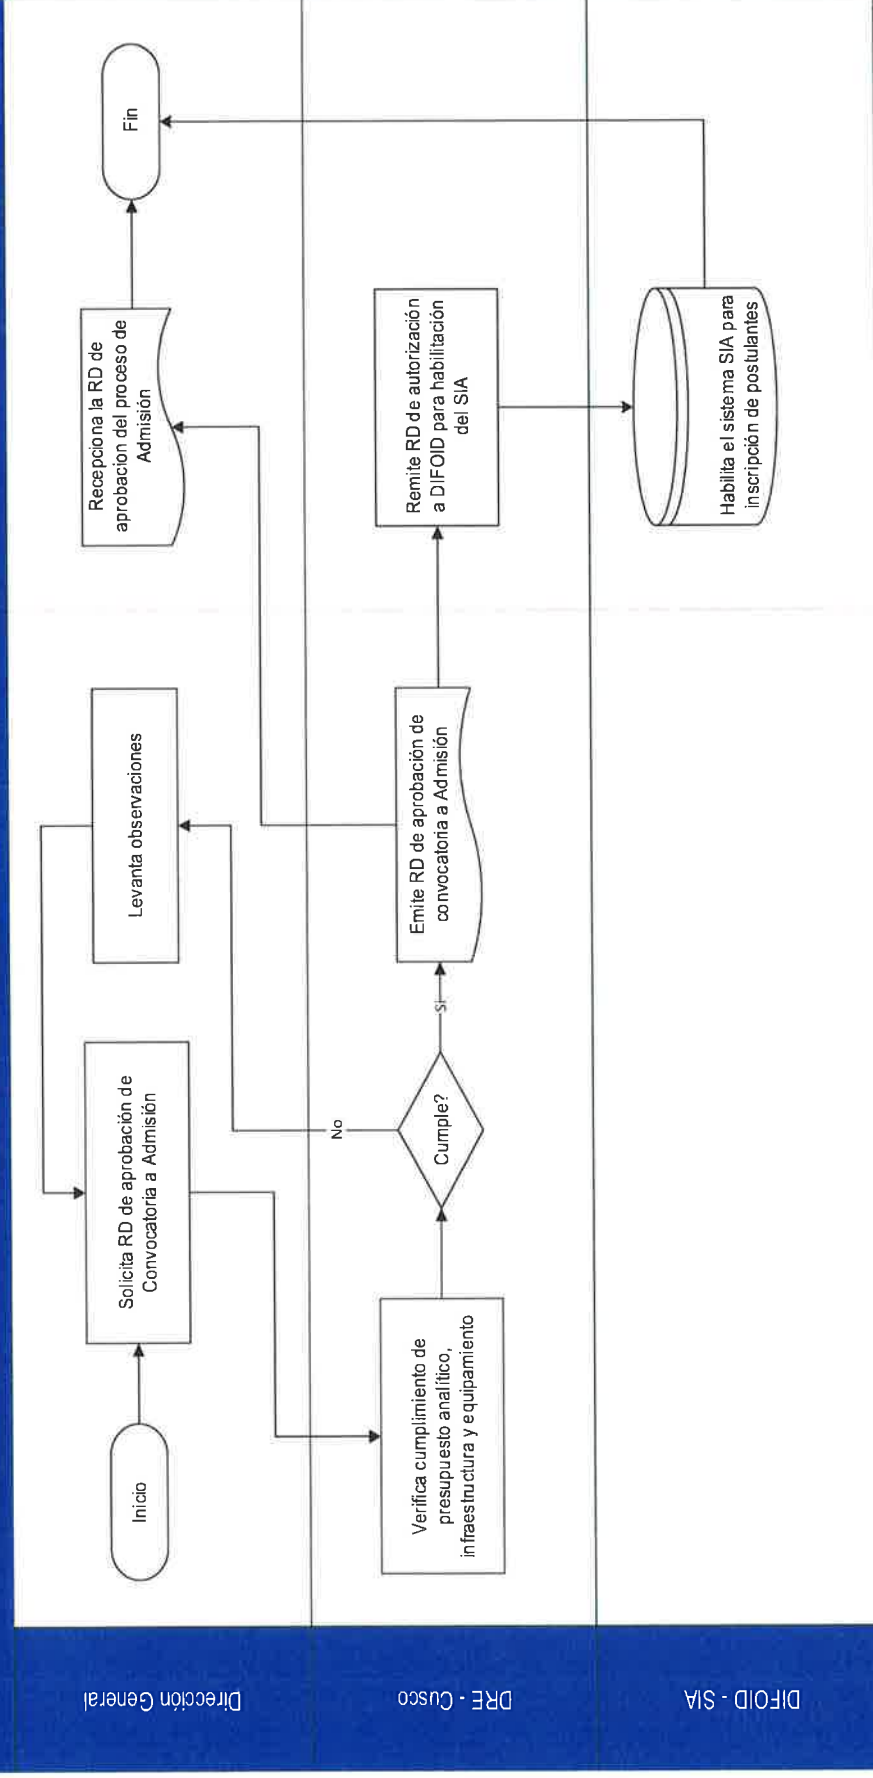 Dirección General
Inicio
Solicita RD de aprobación de
Convocatoria a Admisión
Levanta observaciones
Recepciona la RD de
aprobacion del proceso de
Admisión
Fin
DRE - Cusco
Verifica cumplimiento de
presupuesto analítico,
infraestructura y equipamiento
Cumple?
No
Si
Emite RD de aprobación de
convocatoria a Admisión
Remite RD de autorización
a DIFOID para habilitación
del SIA
DIFOID - SIA
Habilita el sistema SIA para
inscripción de postulantes